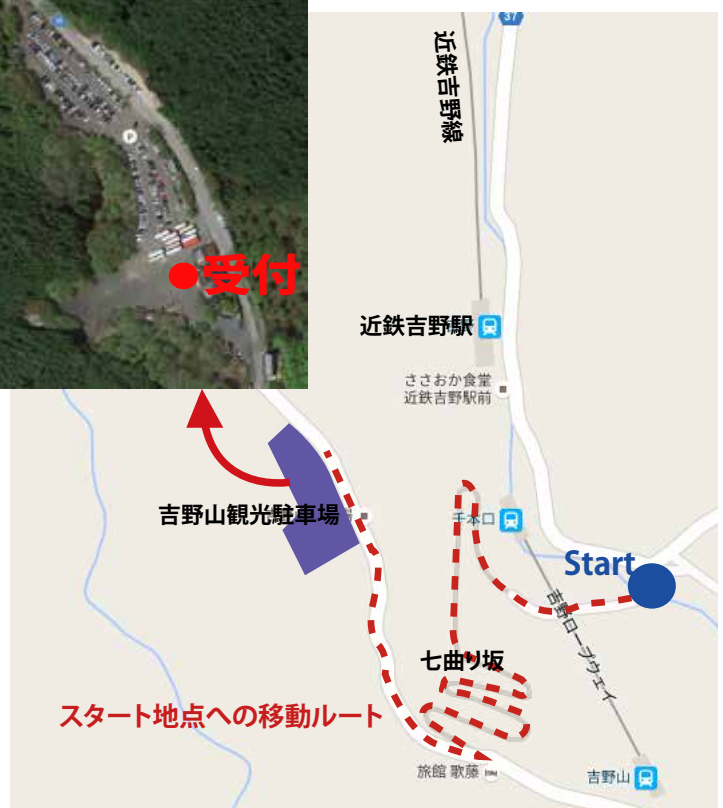 37
近鉄吉野線
P
受付
近鉄吉野駅
ささおか食堂
近鉄吉野駅前
吉野山観光駐車場
千本口
Start
吉野ロープウェイ
七曲り坂
スタート地点への移動ルート
旅館 歌藤
吉野山